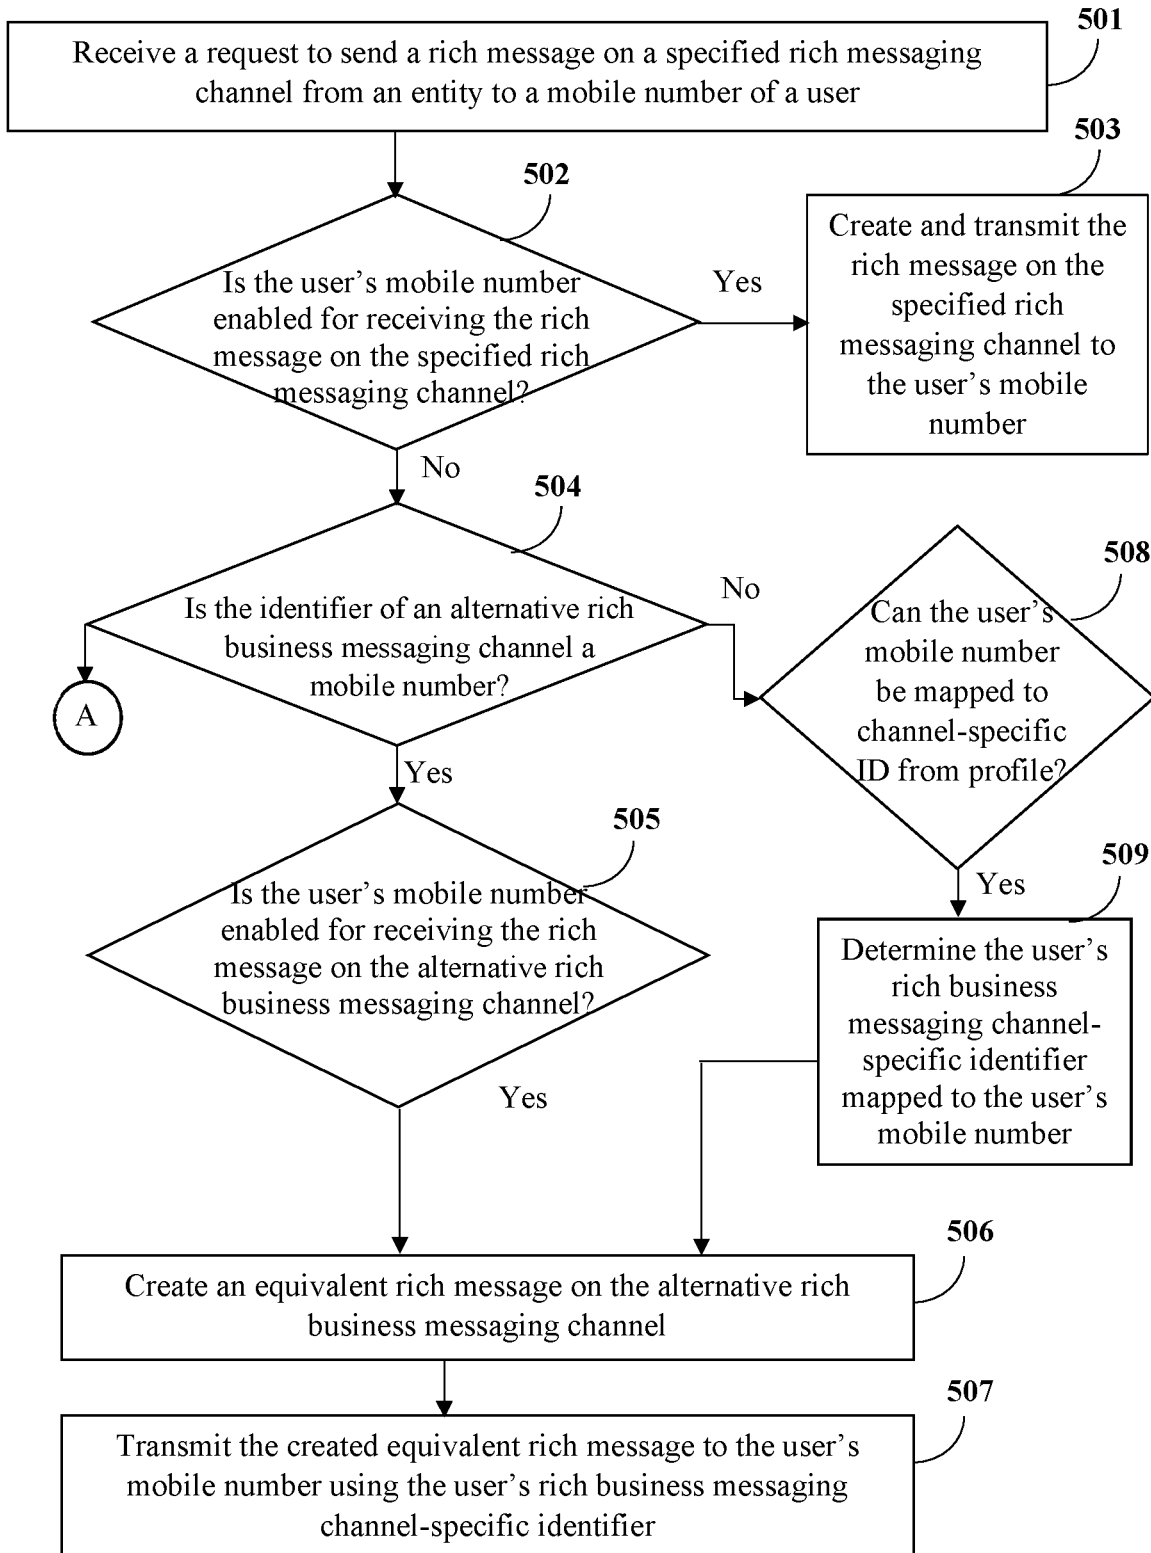 501
Receive a request to send a rich message on a specified rich messaging
channel from an entity to a mobile number of a user
503
502
Is the user’s mobile number
enabled for receiving the rich
message on the specified rich
messaging channel?
Yes
Create and transmit the
rich message on the
specified rich
messaging channel to
the user’s mobile
number
No
504
Is the identifier of an alternative rich
business messaging channel a
mobile number?
No
508
Can the user’s
mobile number
be mapped to
channel-specific
ID from profile?
A
Yes
505
Is the user’s mobile number
enabled for receiving the rich
message on the alternative rich
business messaging channel?
Yes
509
Determine the user’s
rich business
messaging channel-
specific identifier
mapped to the user’s
mobile number
Yes
506
Create an equivalent rich message on the alternative rich
business messaging channel
507
Transmit the created equivalent rich message to the user’s
mobile number using the user’s rich business messaging
channel-specific identifier